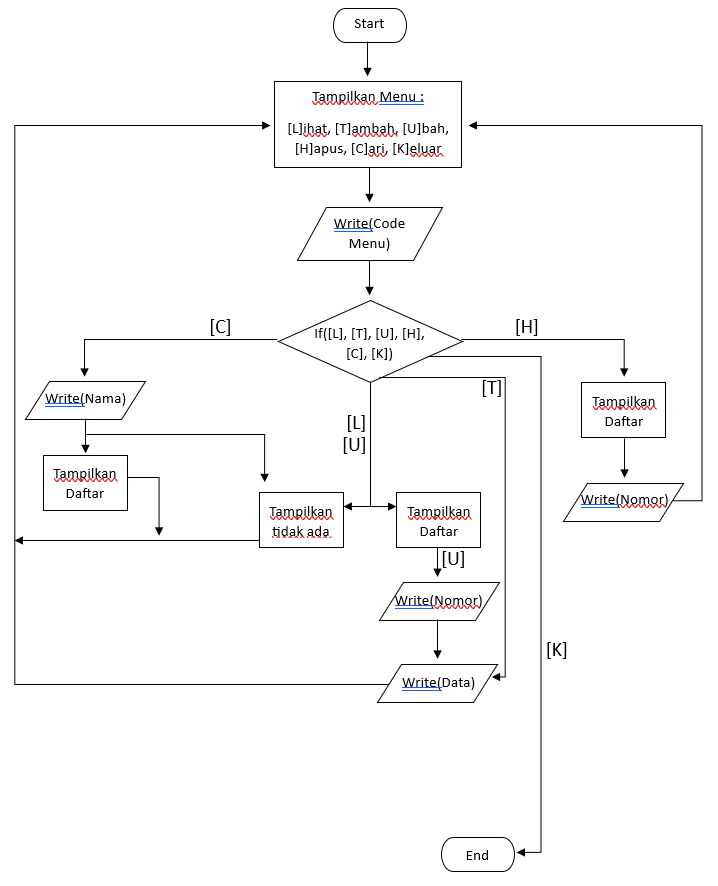 Start
Tampilkan Menu :
[L]ihat, [T]ambah, [U]bah,
[H]apus, [C]ari, [K]eluar
Write(Code
Menu)
If([L], [T], [U], [H],
[C], [K])
[C]
[H]
[T]
[L]
[U]
Write(Nama)
Tampilkan
Daftar
Tampilkan
tidak ada
Tampilkan
Daftar
[U]
Write(Nomor)
Write(Data)
Tampilkan
Daftar
Write(Nomor)
[K]
End